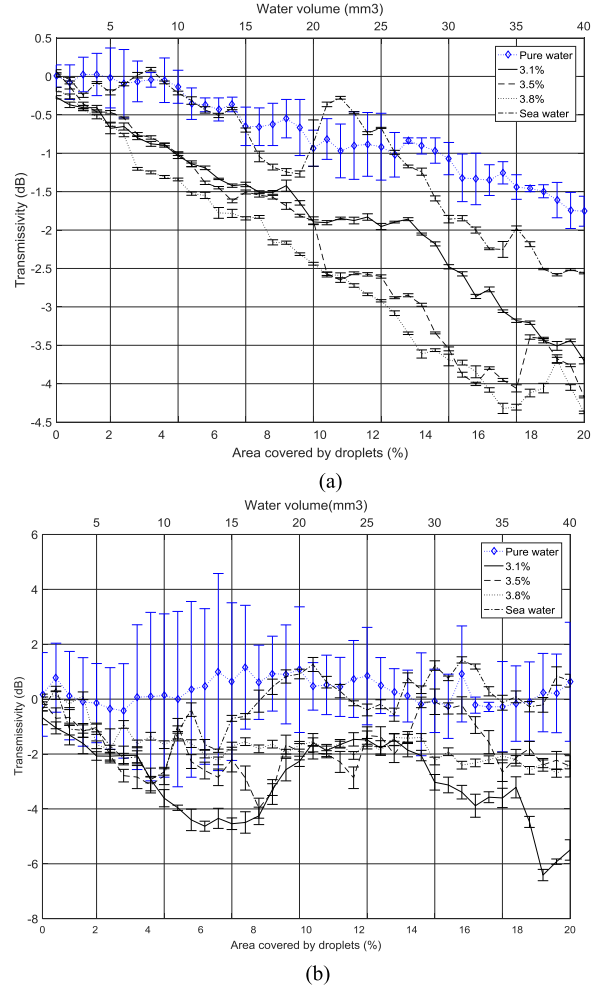 (a)
Water volume (mm3)
5 10 15 20 25 30 35 40
0.5
0
-0.5
-1
-1.5
-2
-2.5
-3
-3.5
-4
-4.5
Transmissivity (dB)
Pure water
3.1%
3.5%
3.8%
Sea water
0 2 4 6 8 10 12 14 16 18 20
Area covered by droplets (%)
(a)
Water volume(mm3)
5 10 15 20 25 30 35 40
6
4
2
0
-2
-4
-6
-8
Transmissivity (dB)
Pure water
3.1%
3.5%
3.8%
Sea water
0 2 4 6 8 10 12 14 16 18 20
Area covered by droplets (%)
(b)